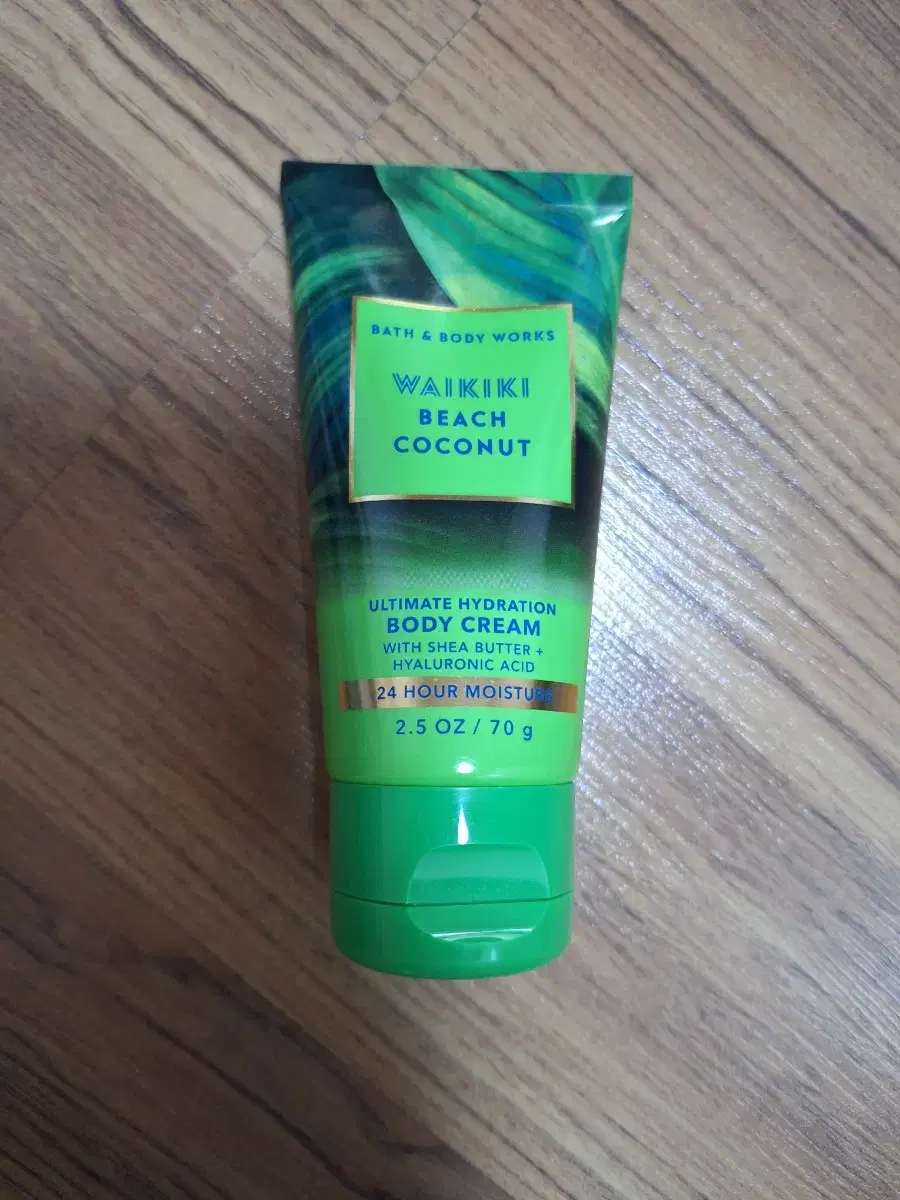 BATH & BODY WORKS
WAIKIKI
BEACH
COCONUT
ULTIMATE HYDRATION
BODY CREAM
WITH SHEA BUTTER +
HYALURONIC ACID
24 HOUR MOISTURE
2.5 OZ / 70 g